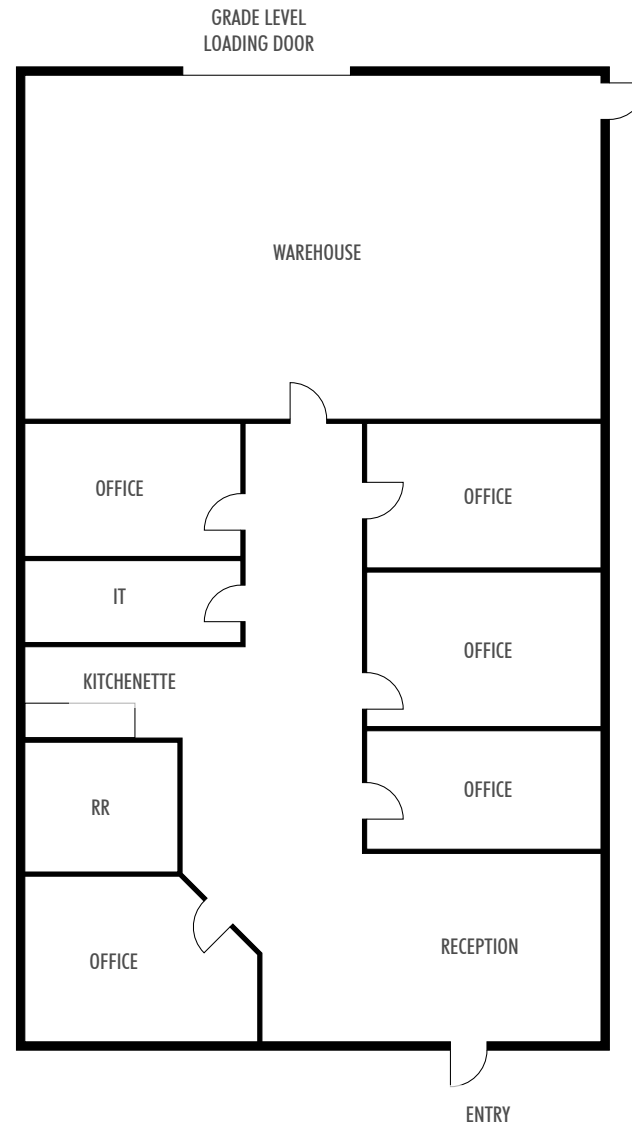 GRADE LEVEL
LOADING DOOR
WAREHOUSE
OFFICE
OFFICE
IT
OFFICE
KITCHENETTE
OFFICE
RR
OFFICE
RECEPTION
ENTRY